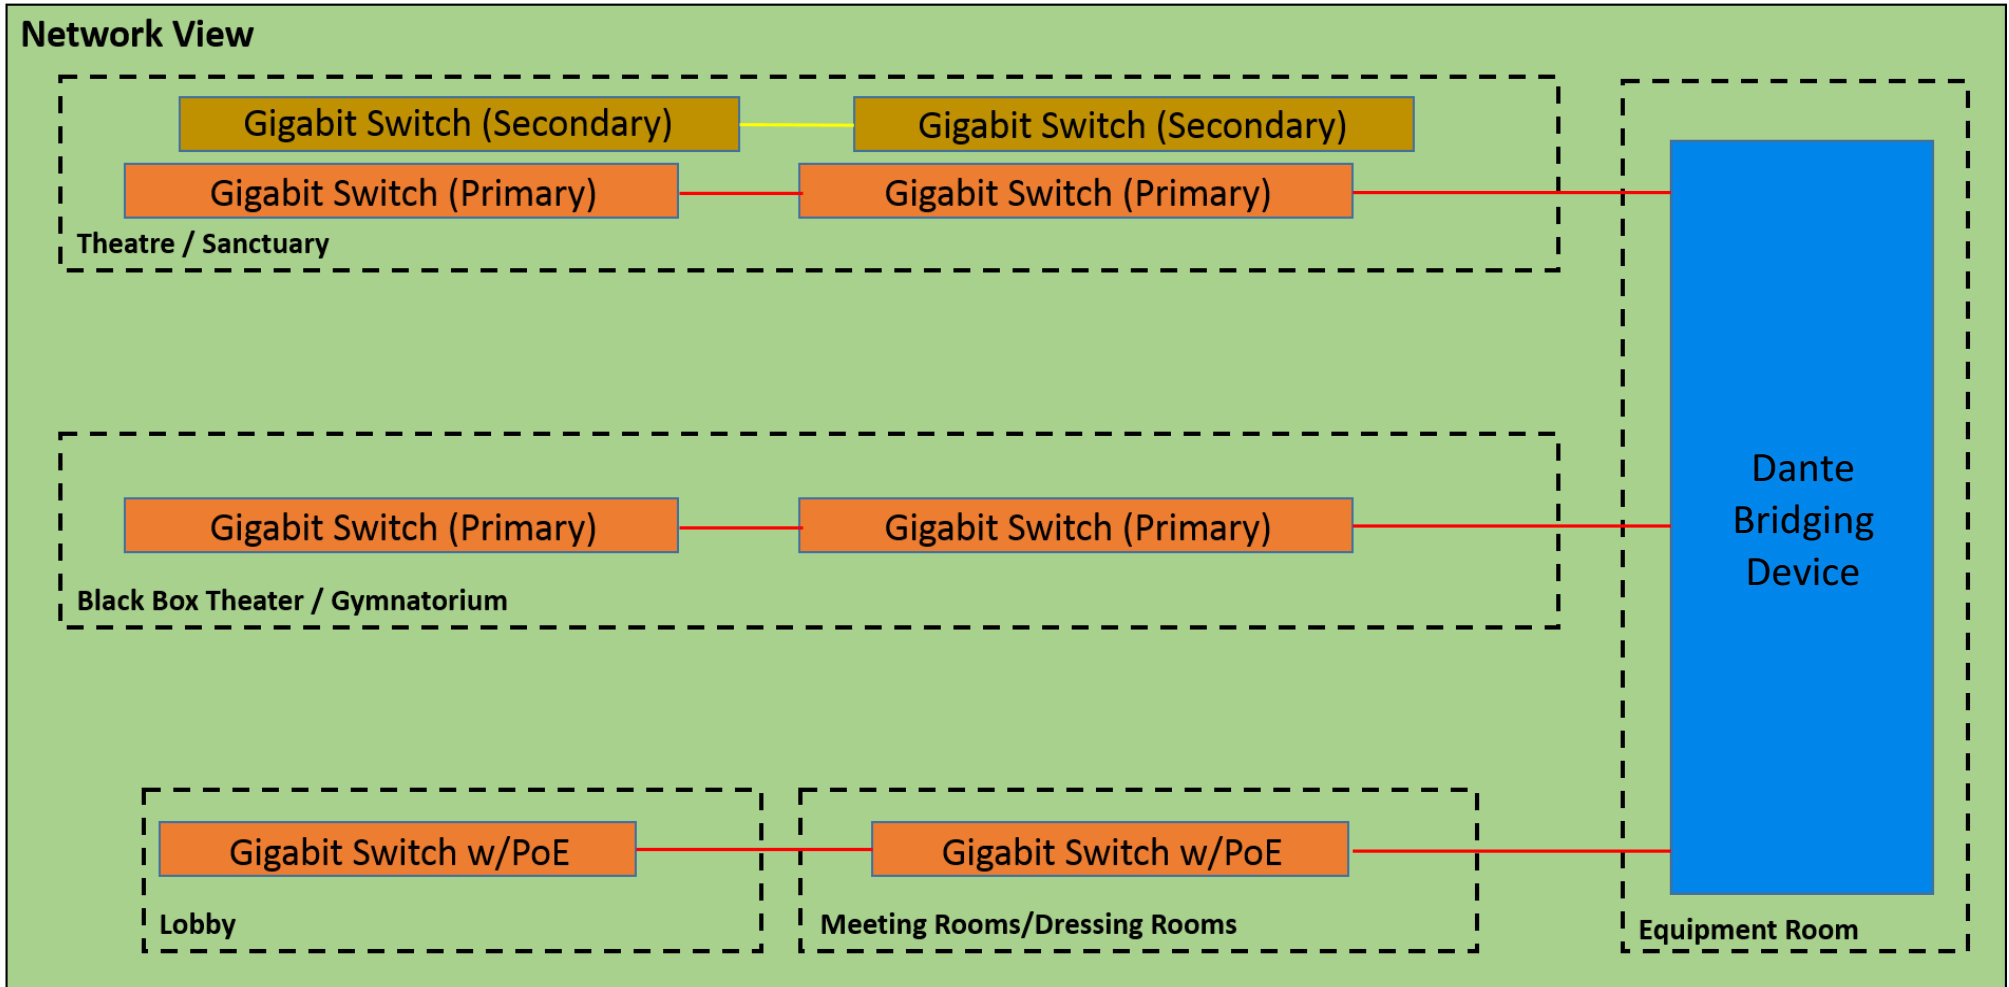 Network View
Gigabit Switch (Secondary)
Gigabit Switch (Secondary)
Gigabit Switch (Primary)
Gigabit Switch (Primary)
Theatre / Sanctuary
Gigabit Switch (Primary)
Gigabit Switch (Primary)
Black Box Theater / Gymnatorium
Dante
Bridging
Device
Gigabit Switch w/PoE
Gigabit Switch w/PoE
Lobby
Meeting Rooms/Dressing Rooms
Equipment Room